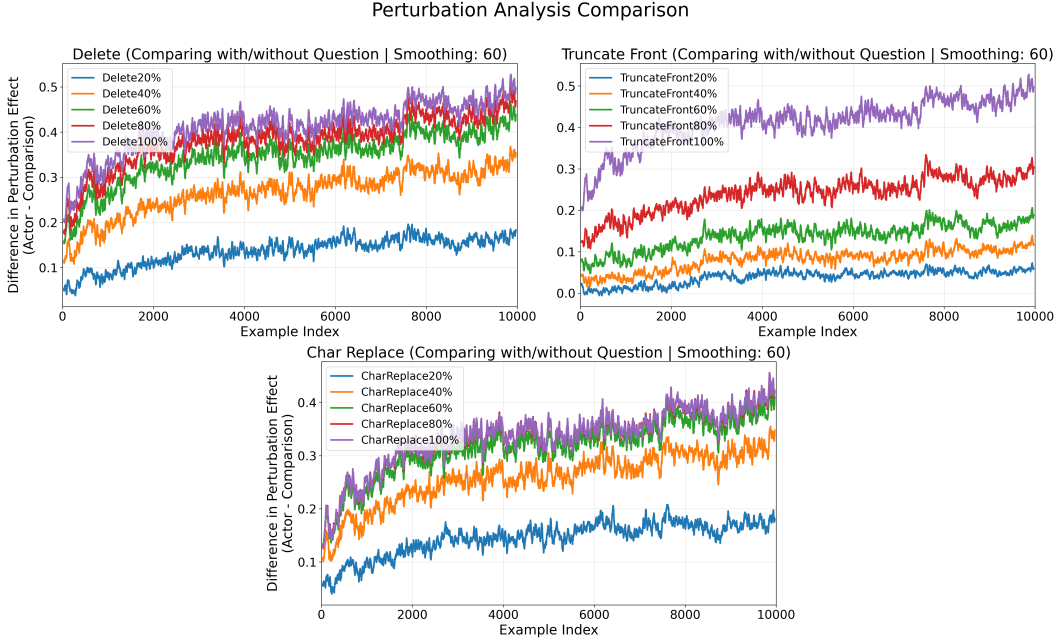 Perturbation Analysis Comparison
Delete (Comparing with/without Question | Smoothing: 60)
Difference in Perturbation Effect
(Actor - Comparison)
0.5
0.4
0.3
0.2
0.1
Delete20%
Delete40%
Delete60%
Delete80%
Delete100%
0
2000
4000
6000
8000
10000
Example Index
Truncate Front (Comparing with/without Question | Smoothing: 60)
0.5
0.4
0.3
0.2
0.1
0.0
TruncateFront20%
TruncateFront40%
TruncateFront60%
TruncateFront80%
TruncateFront100%
0
2000
4000
6000
8000
10000
Example Index
Char Replace (Comparing with/without Question | Smoothing: 60)
Difference in Perturbation Effect
(Actor - Comparison)
0.4
0.3
0.2
0.1
CharReplace20%
CharReplace40%
CharReplace60%
CharReplace80%
CharReplace100%
0
2000
4000
6000
8000
10000
Example Index